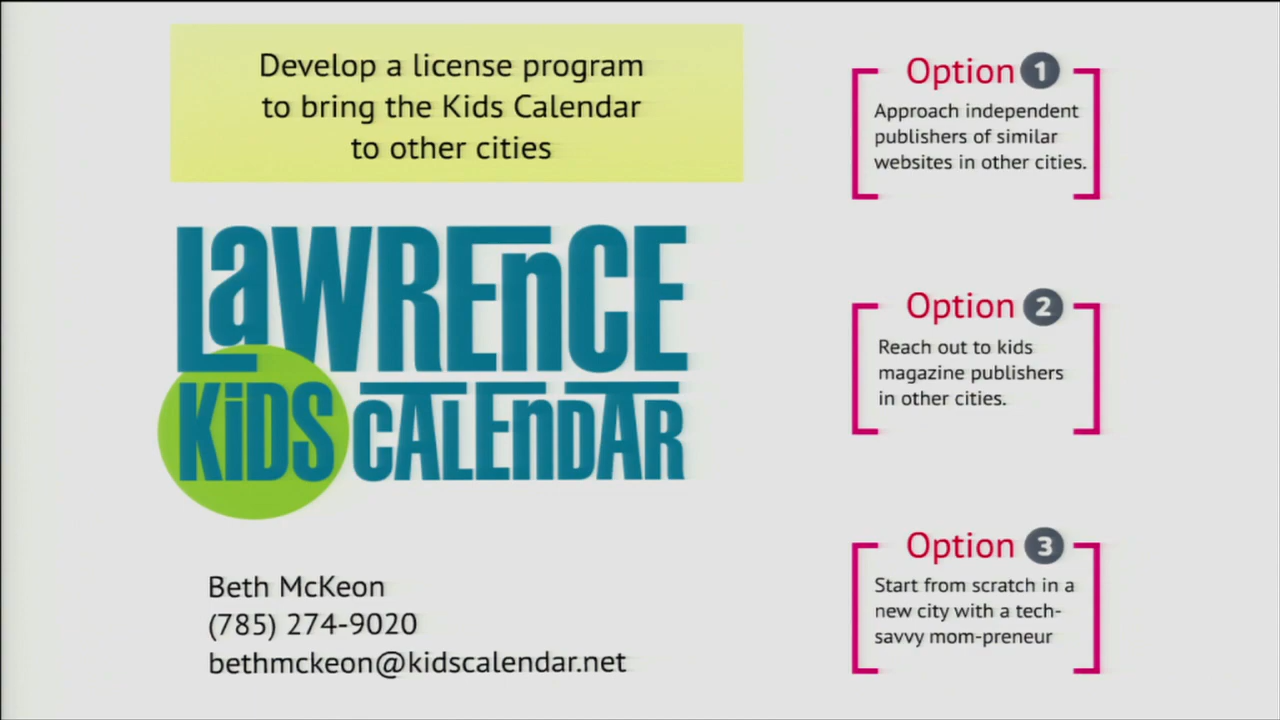 Develop a license program
to bring the Kids Calendar
to other cities
LaWREnCE
KiDS CALEnDAR
Beth McKeon
(785) 274-9020
bethmckeon@kidscalendar.net
Option 1
Approach independent
publishers of similar
websites in other cities.
Option 2
Reach out to kids
magazine publishers
in other cities.
Option 3
Start from scratch in a
new city with a tech-
savvy mom-preneur